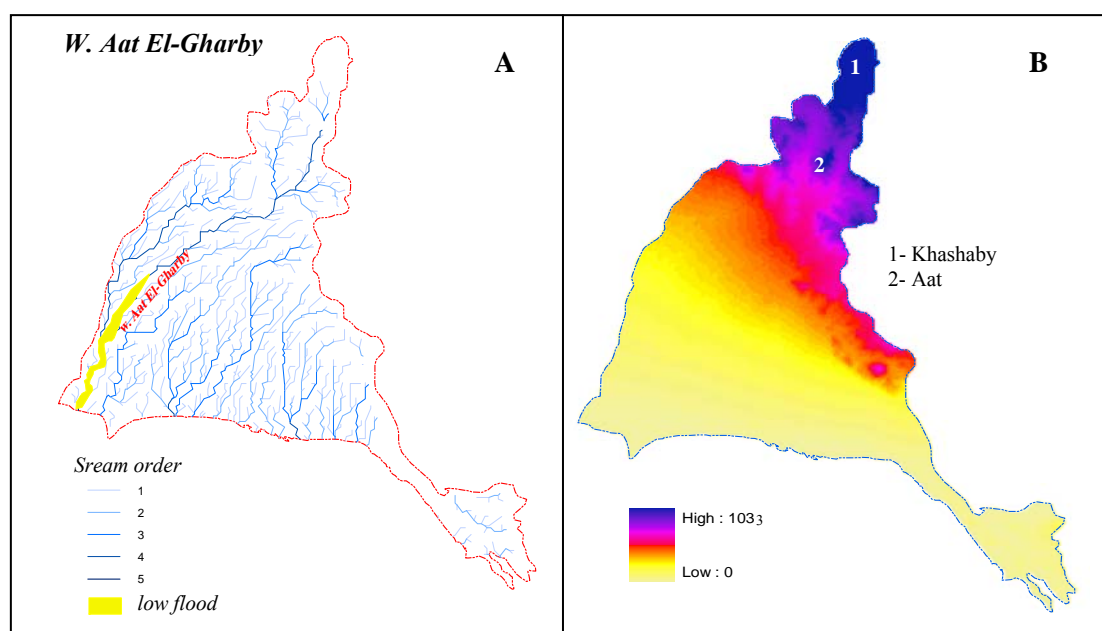 W. Aat El-Gharby
A
W. Aat El-Gharby
Sream order
1
2
3
4
5
low flood
B
1
2
1- Khashaby
2- Aat
High : 1033
Low : 0